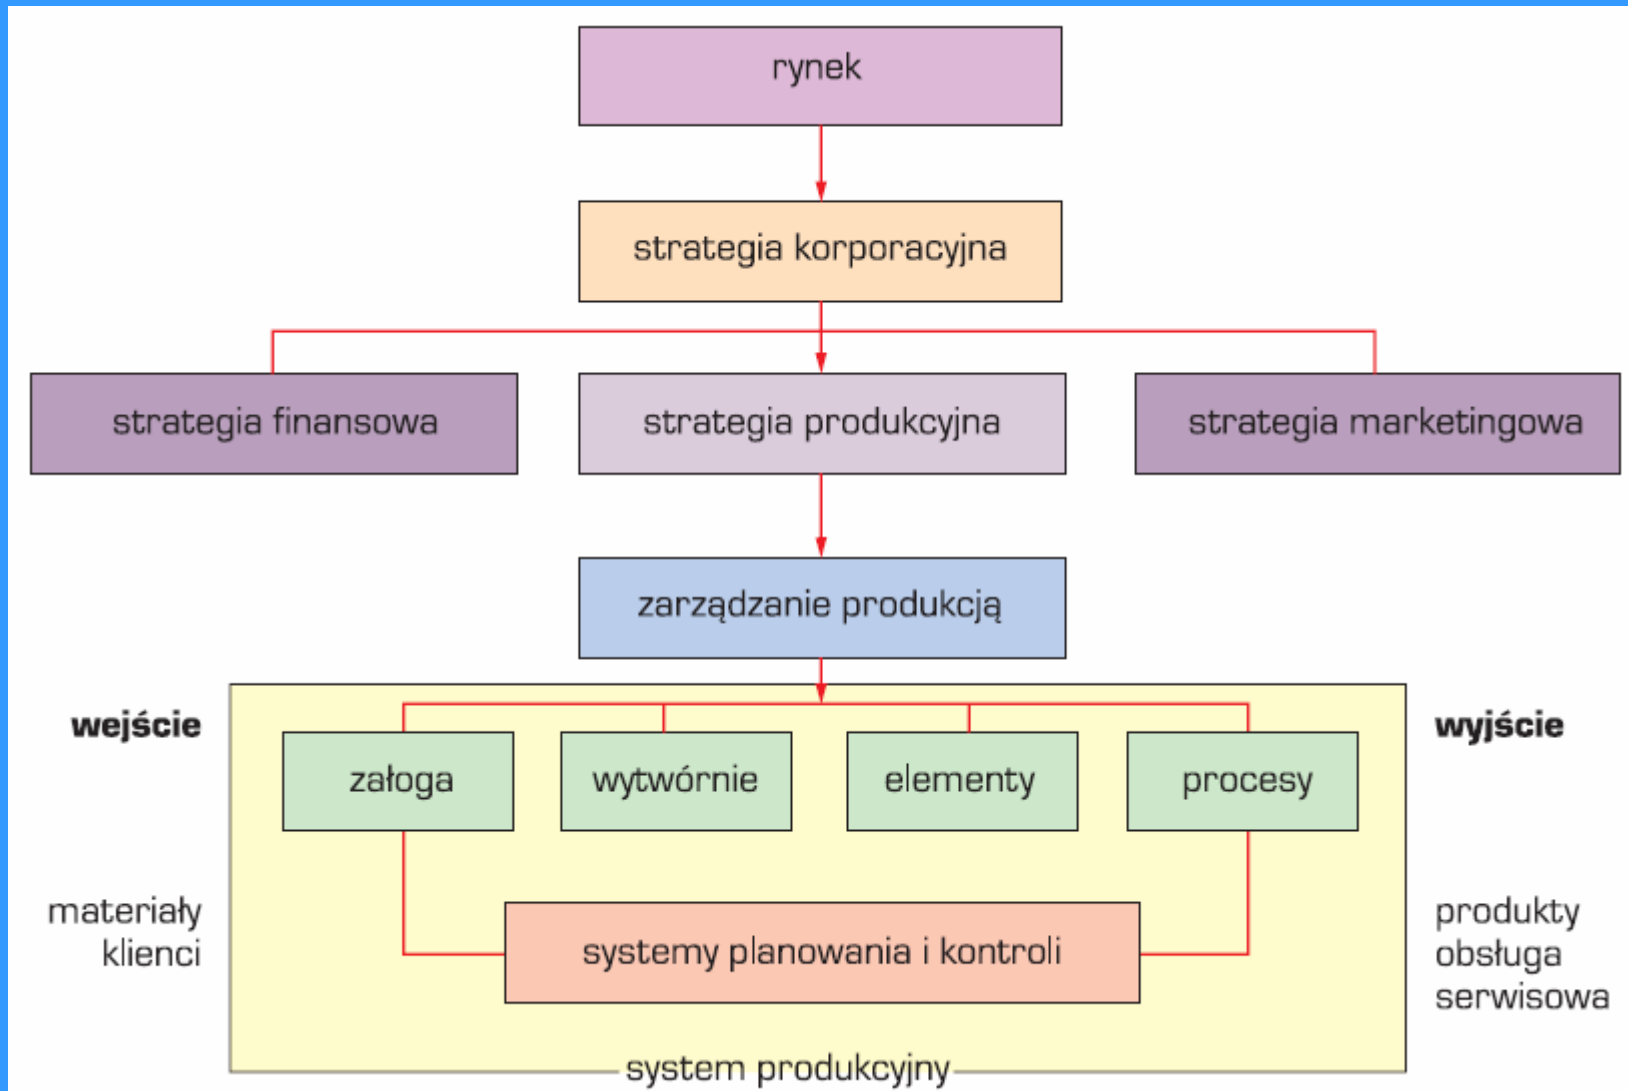 rynek
strategia korporacyjna
strategia finansowa
strategia produkcyjna
strategia marketingowa
zarządzanie produkcją
wejście
wyjście
załoga
wytwórnie
elementy
procesy
materiały
klienci
systemy planowania i kontroli
produkty
obsługa
serwisowa
system produkcyjny